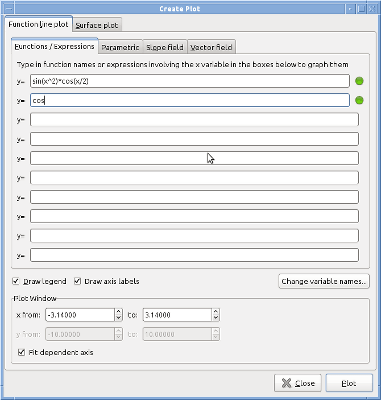 Create Plot
Function line plot Surface plot
Functions / Expressions Parametric Slope field Vector field
Type in function names or expressions involving the x variable in the boxes below to graph them
y= sin(x^2)*cos(x/2)
y= cos
y=
y=
y=
y=
y=
y=
y=
y=
Draw legend Draw axis labels Change variable names..
Plot Window
x from: -3.14000 to: 3.14000
y from: -10.00000 to: 10.00000
Fit dependent axis
Close Plot